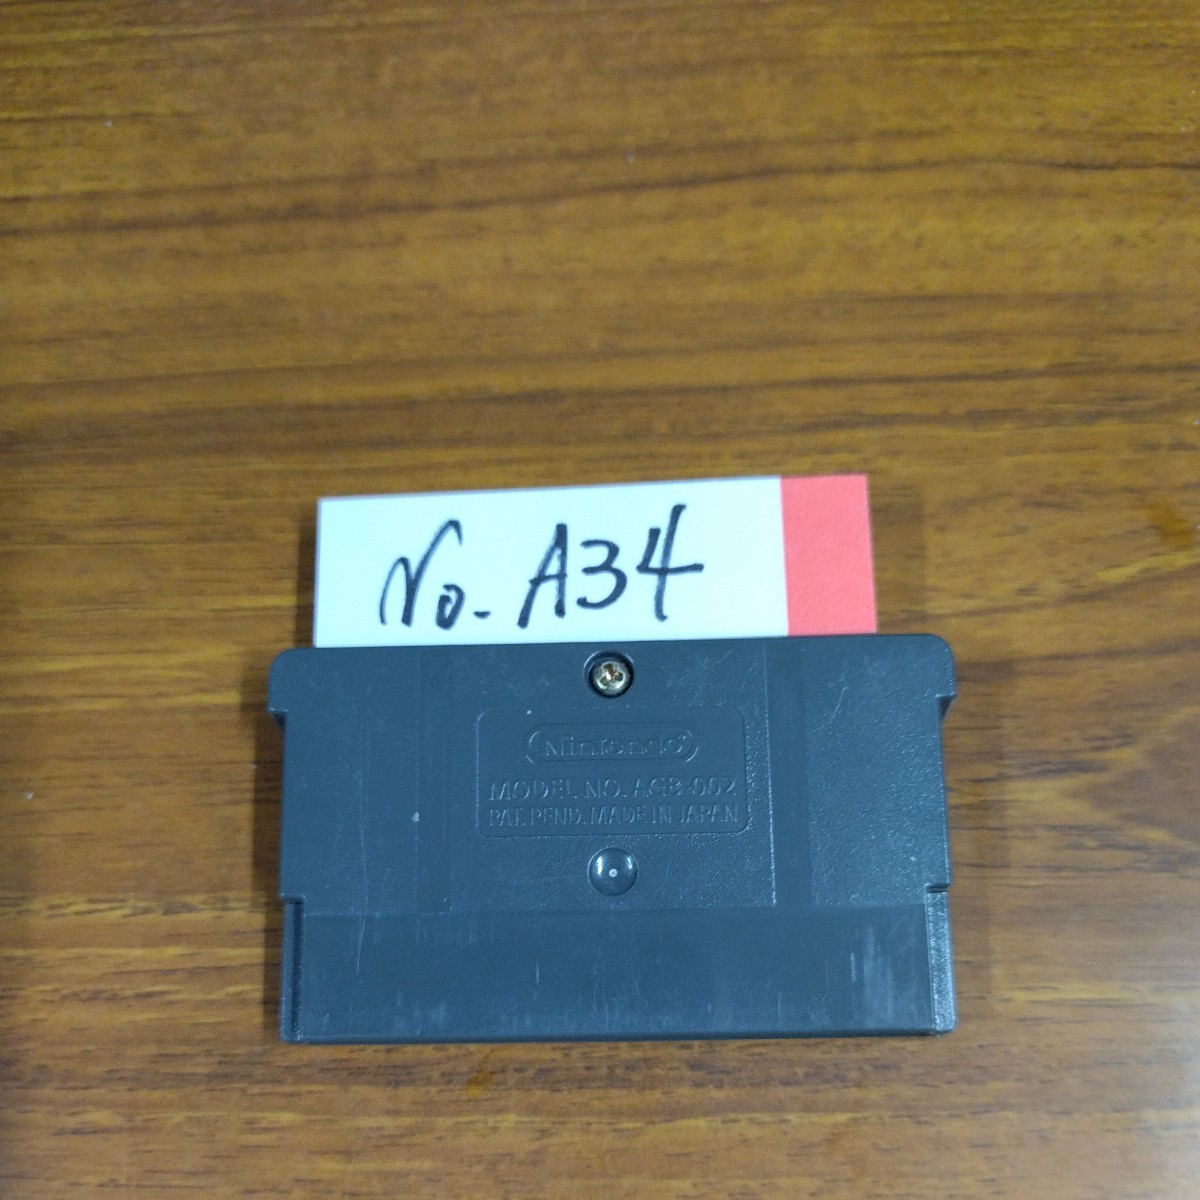 No. A34
Nintendo
MODEL NO. AGB-002
PAT. PEND. MADE IN JAPAN